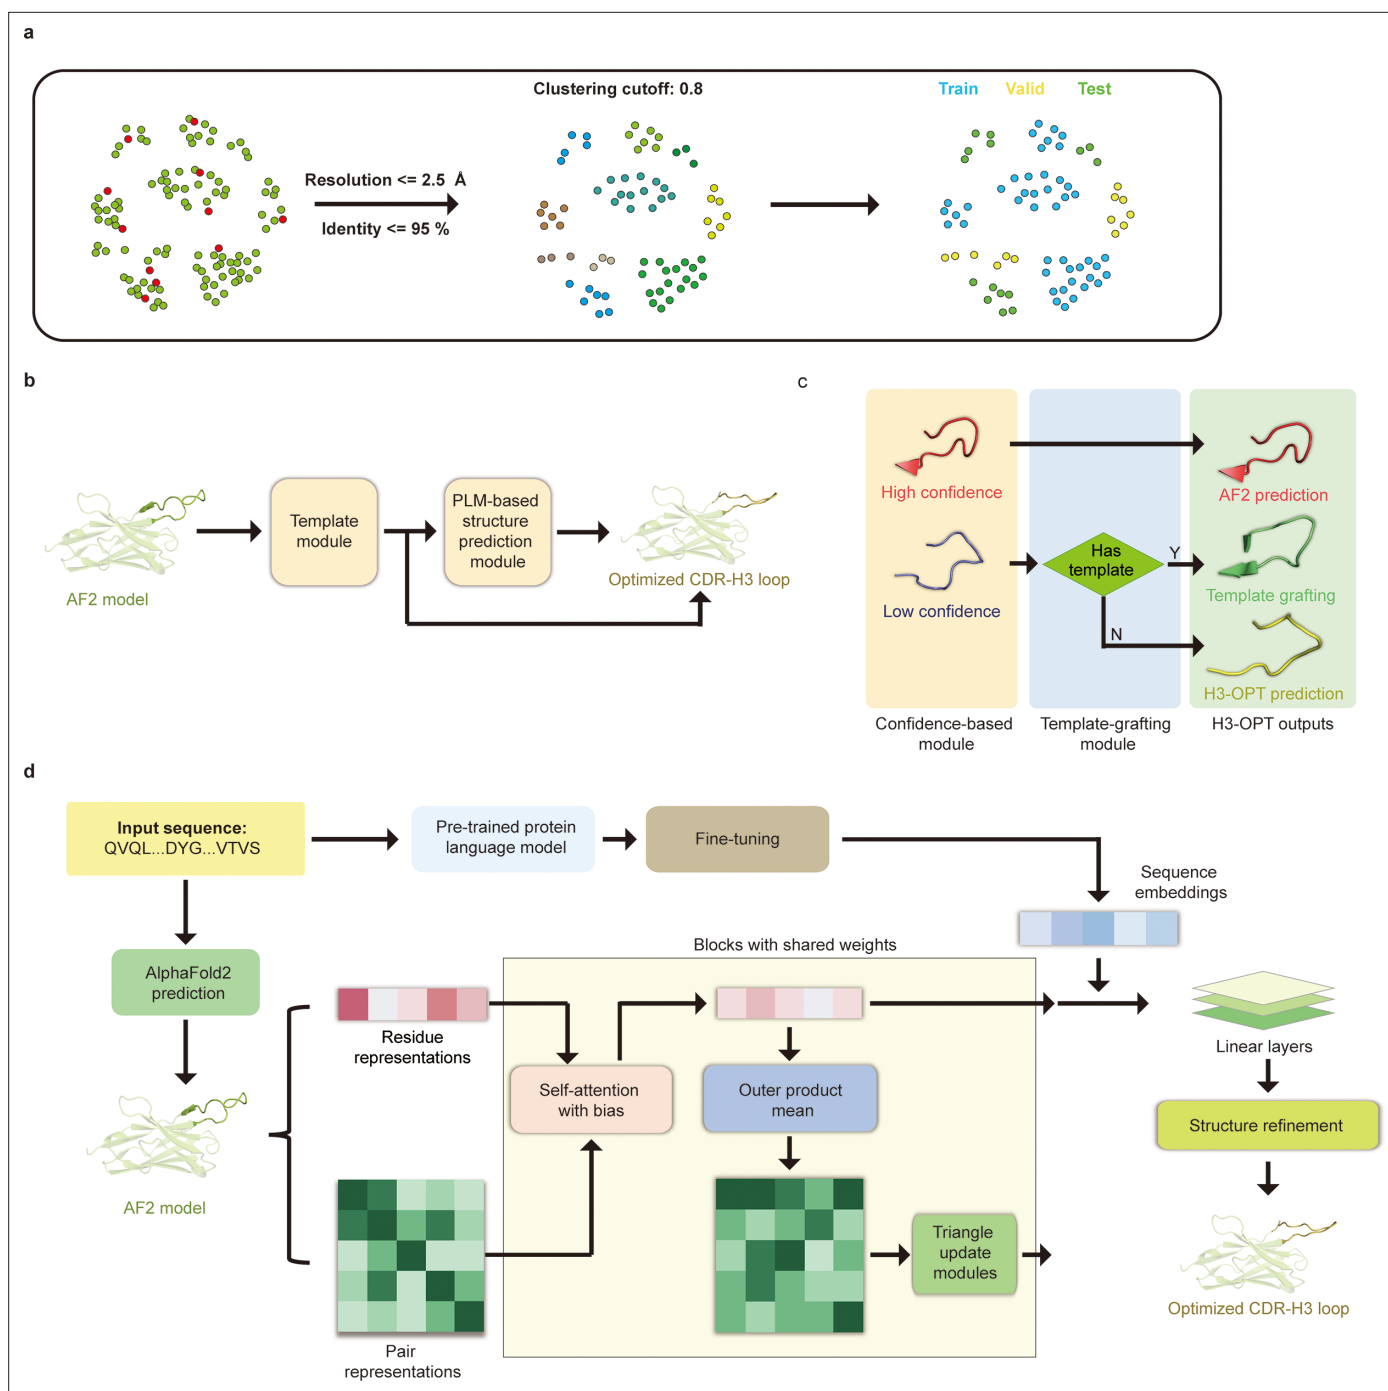 a
Clustering cutoff: 0.8
Train Valid Test
Resolution <= 2.5 Å
Identity <= 95 %
b
AF2 model
Template
module
PLM-based
structure
prediction
module
Optimized CDR-H3 loop
c
High confidence
AF2 prediction
Low confidence
Has
template
Y
N
Template grafting
H3-OPT prediction
Confidence-based
module
Template-grafting
module
H3-OPT outputs
d
Input sequence:
QVQL...DYG...VTVS
Pre-trained protein
language model
Fine-tuning
Sequence
embeddings
AlphaFold2
prediction
Blocks with shared weights
Residue
representations
Self-attention
with bias
Outer product
mean
Linear layers
Structure refinement
AF2 model
Triangle
update
modules
Pair
representations
Optimized CDR-H3 loop